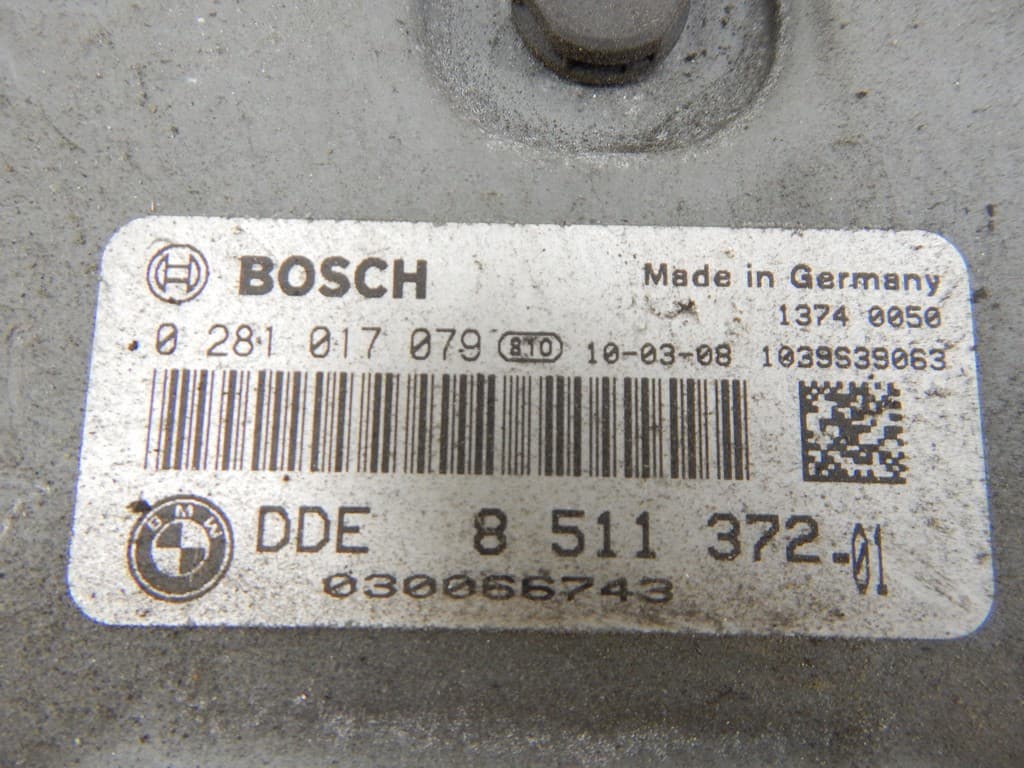 BOSCH
Made in Germany
1374 0050
0 281 017 079 810 10-03-08 1039S39063
BMW
DDE 8 511 372-01
030066743